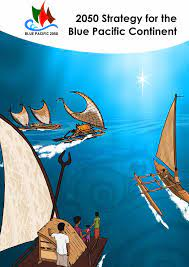 2050 Strategy for the
Blue Pacific Continent
BLUE PACIFIC 2050